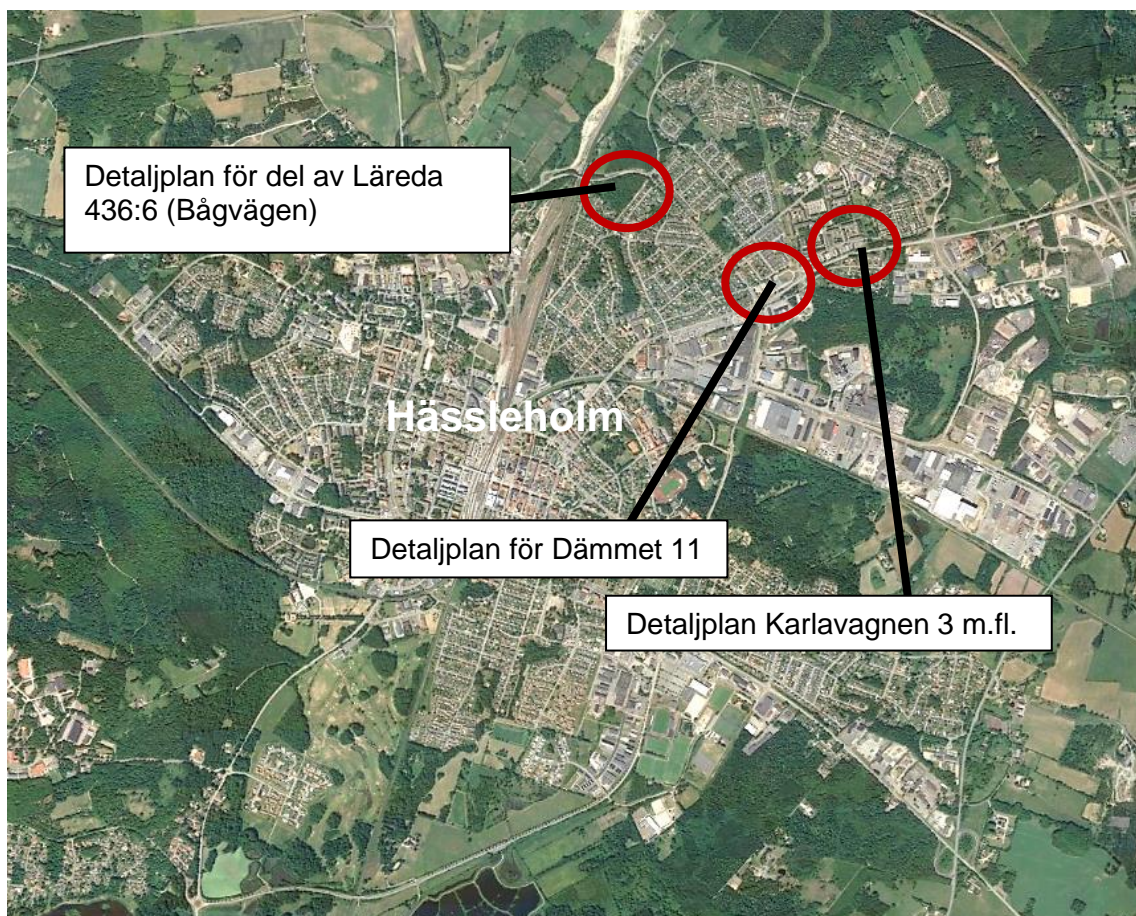 Detaljplan för del av Läreda
436:6 (Bågvägen)
Hässleholm
Detaljplan för Dämmet 11
Detaljplan Karlavagnen 3 m.fl.